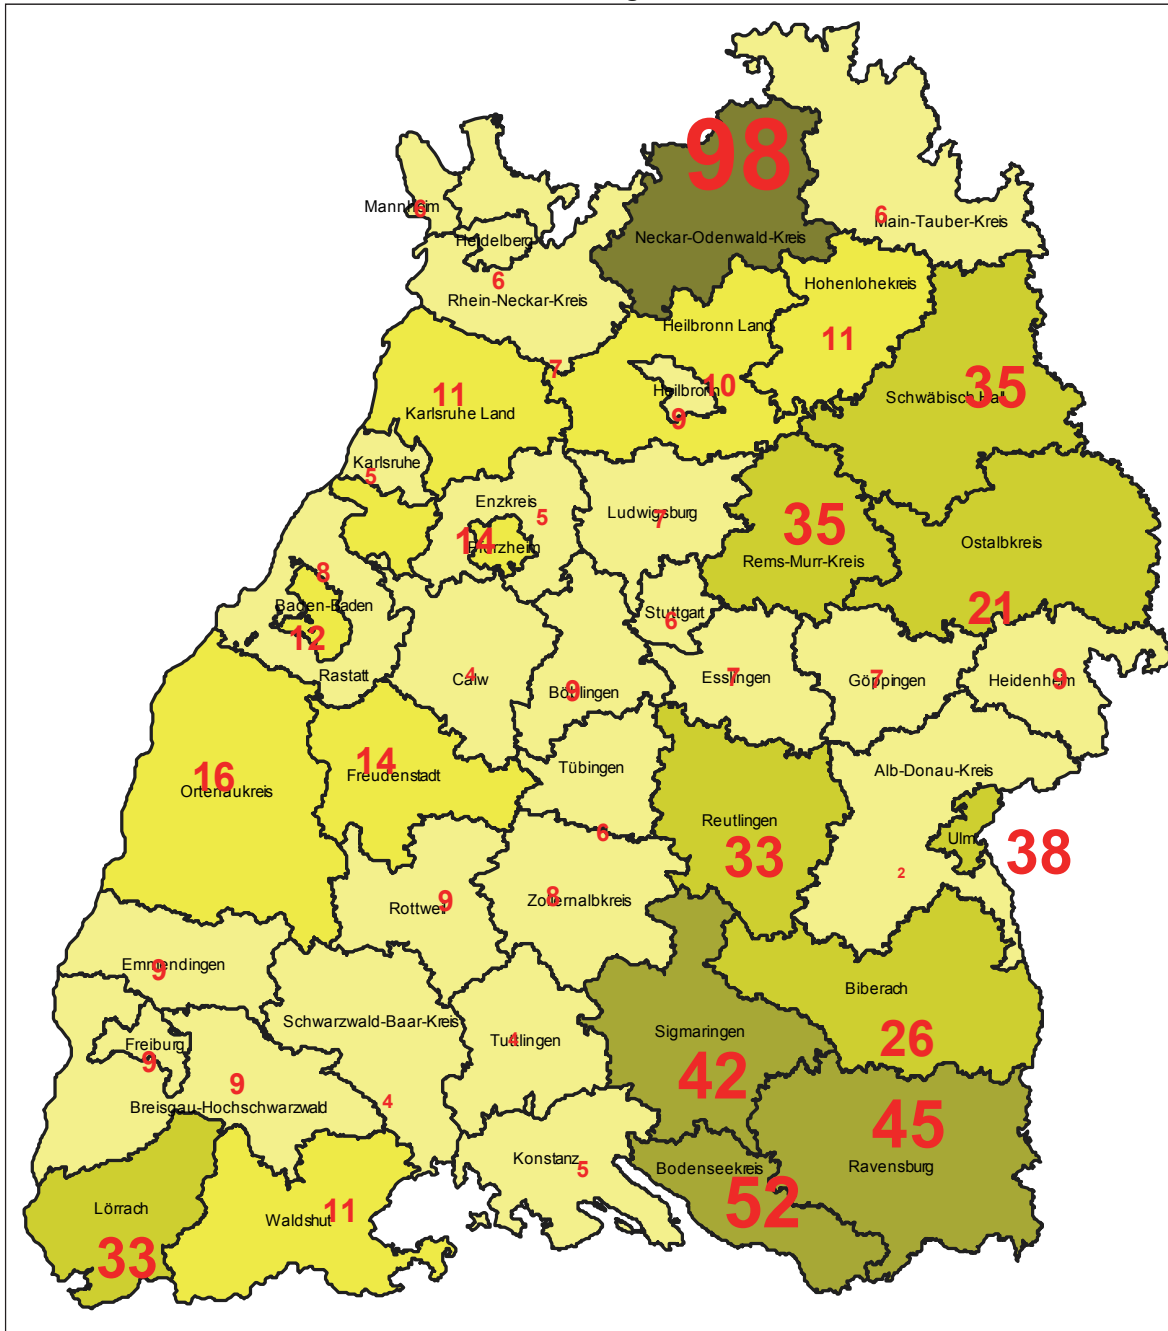 98
Mannheim
6
6
Main-Tauber-Kreis
Heidelberg
Neckar-Odenwald-Kreis
6
Rhein-Neckar-Kreis
Hohenlohekreis
Heilbronn Land
11
7
10
Heilbronn
9
11
Karlsruhe Land
35
Schwäbisch Hall
Karlsruhe
5
Enzkreis
5
14
Pforzheim
Ludwigsburg
7
35
Rems-Murr-Kreis
Ostalbkreis
21
8
Baden-Baden
12
Rastatt
Stuttgart
6
4
Calw
Böblingen
9
Esslingen
7
Göppingen
7
Heidenheim
9
16
Ortenaukreis
14
Freudenstadt
Tübingen
6
Alb-Donau-Kreis
2
Reutlingen
33
Ulm
38
Rottweil
9
Zollernalbkreis
8
Emmendingen
9
Biberach
26
Schwarzwald-Baar-Kreis
4
Tuttlingen
4
Sigmaringen
42
Freiburg
9
9
Breisgau-Hochschwarzwald
45
Ravensburg
Konstanz
5
Bodenseekreis
52
Lörrach
33
Waldshut
11